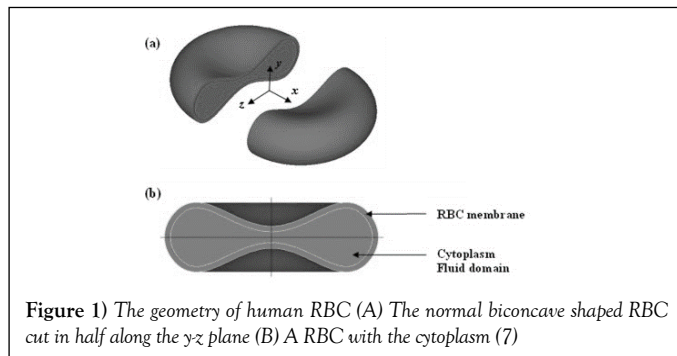 (a)
y
z
x
(b)
RBC membrane
Cytoplasm
Fluid domain
Figure 1) The geometry of human RBC (A) The normal biconcave shaped RBC
cut in half along the y-z plane (B) A RBC with the cytoplasm (7)